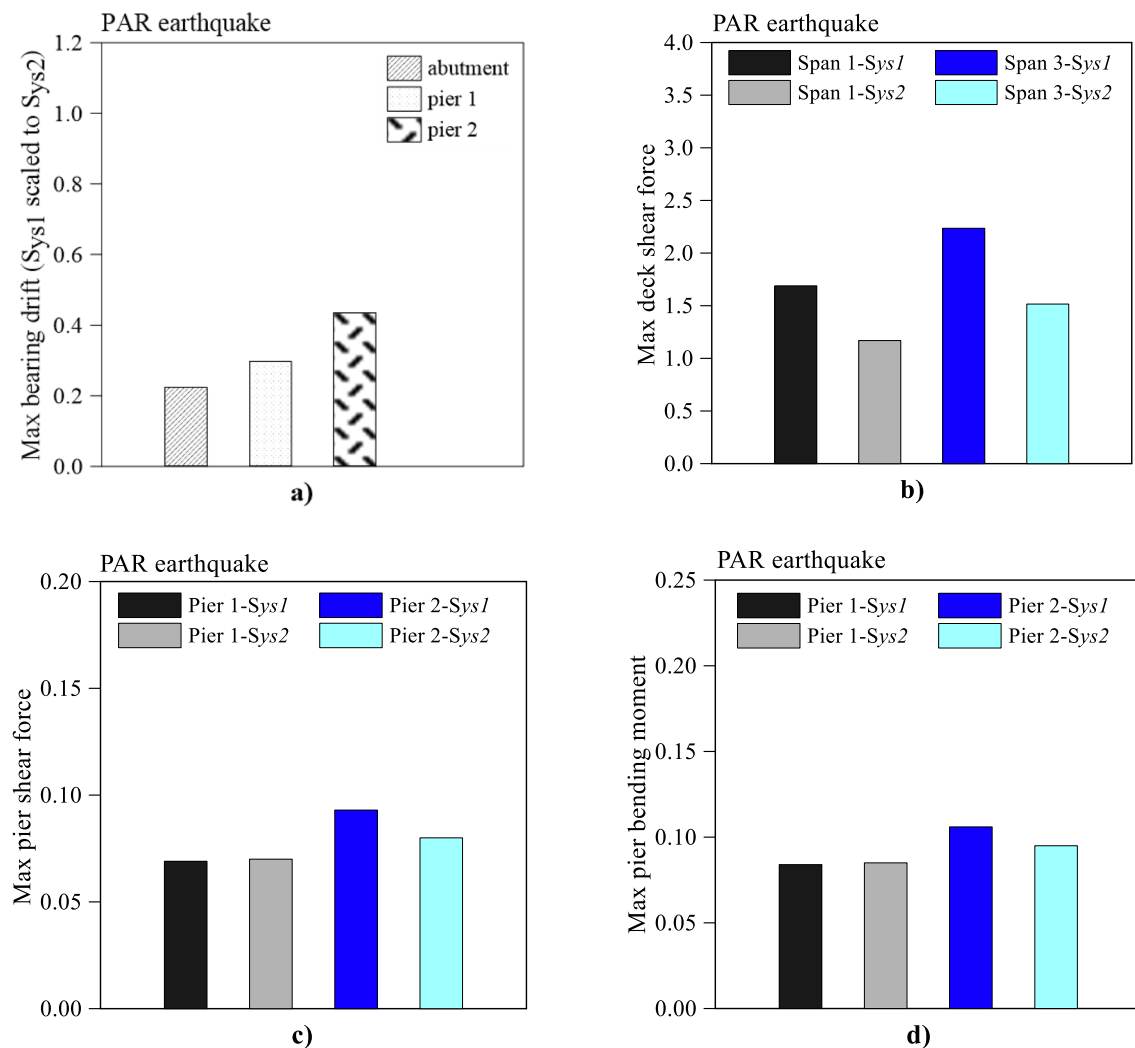 PAR earthquake
1.2
1.0
0.8
0.6
0.4
0.2
0.0
Max bearing drift (Sys1 scaled to Sys2)
abutment
pier 1
pier 2
a)
PAR earthquake
4.0
3.5
3.0
2.5
2.0
1.5
1.0
0.5
0.0
Max deck shear force
Span 1-Sys1 Span 3-Sys1
Span 1-Sys2 Span 3-Sys2
b)
PAR earthquake
0.20
0.15
0.10
0.05
0.00
Max pier shear force
Pier 1-Sys1 Pier 2-Sys1
Pier 1-Sys2 Pier 2-Sys2
c)
PAR earthquake
0.25
0.20
0.15
0.10
0.05
0.00
Max pier bending moment
Pier 1-Sys1 Pier 2-Sys1
Pier 1-Sys2 Pier 2-Sys2
d)